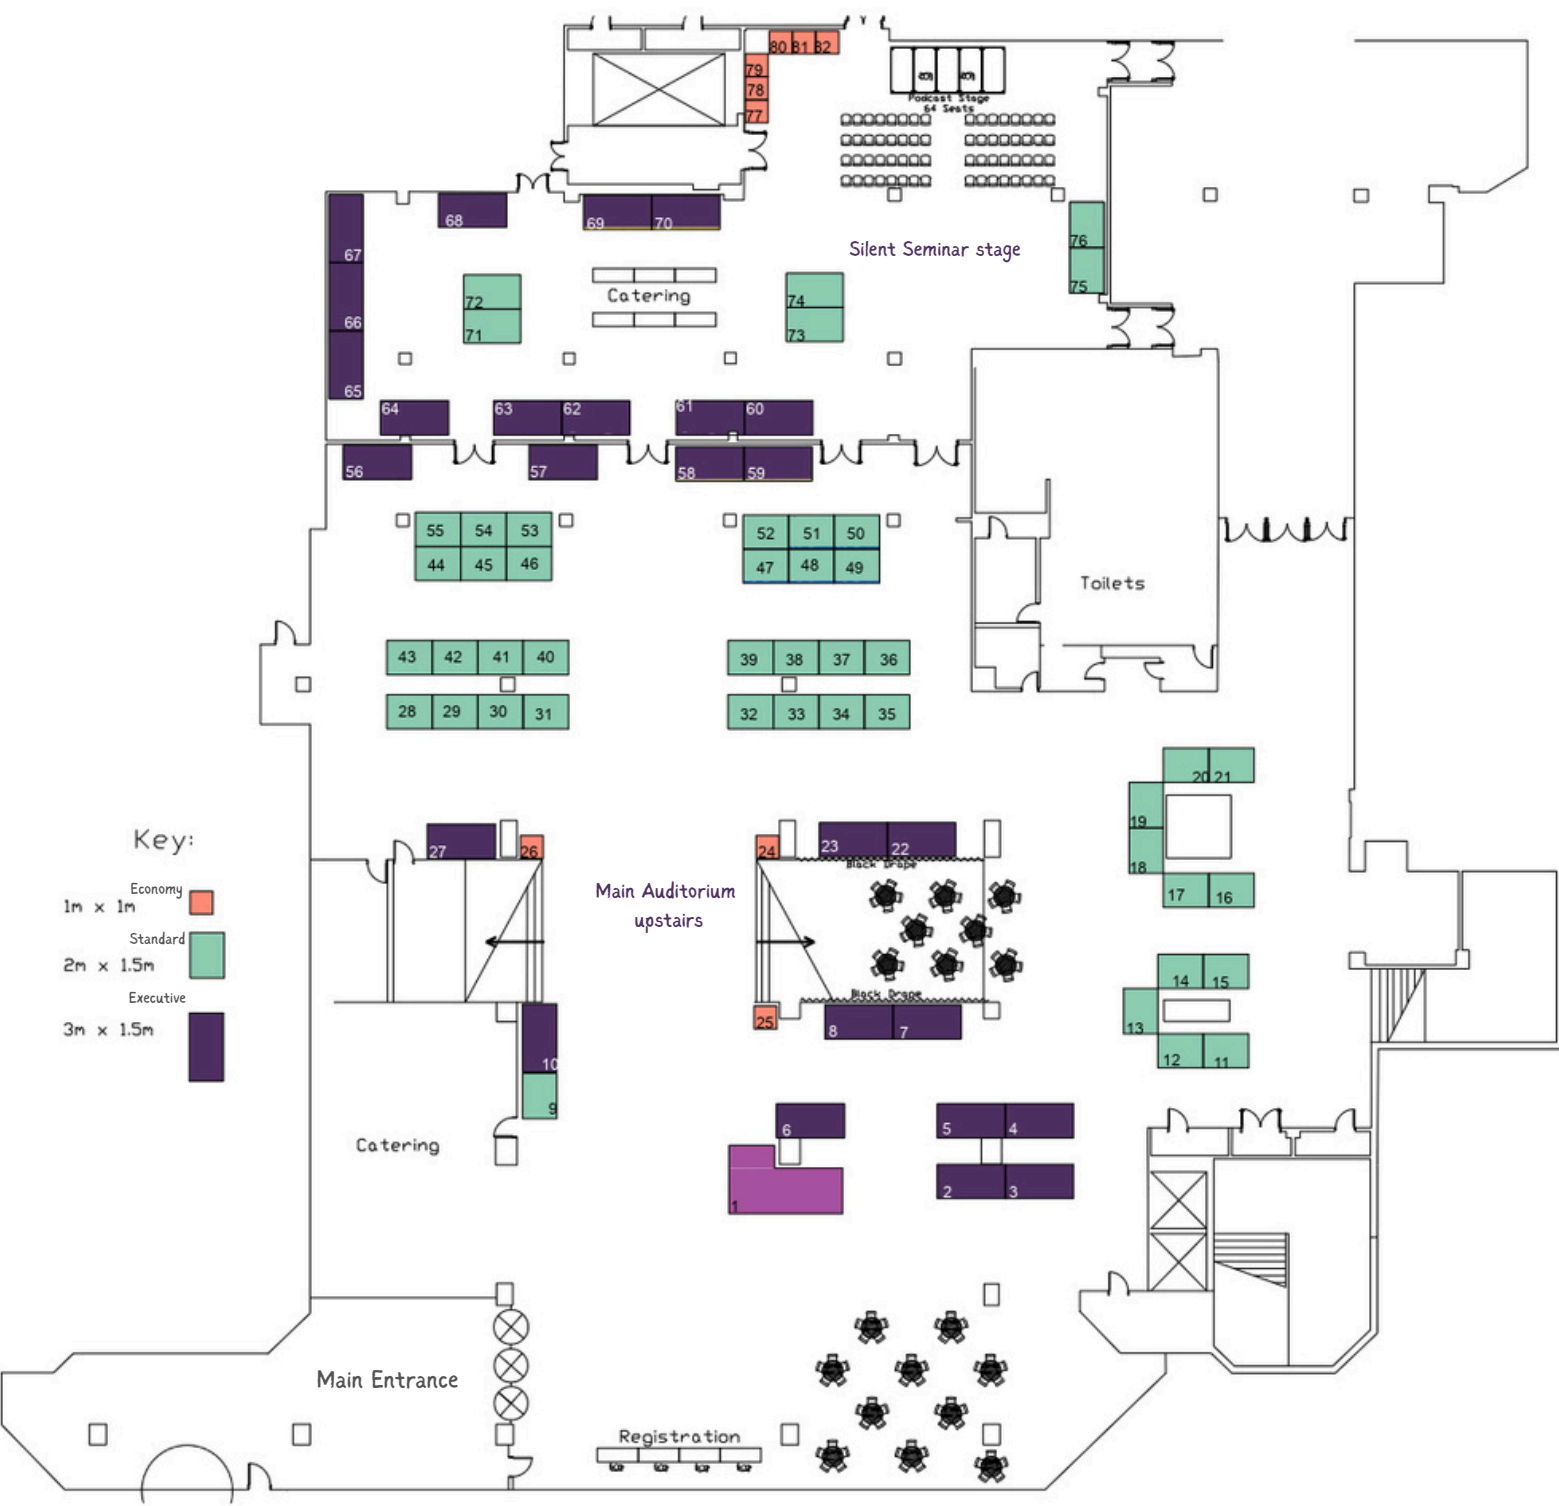 80 81 82
79
78
77
Podcast Stage
64 Seats
68
69 70
67
76
Silent Seminar stage
75
72
Catering
74
66
71
73
65
64
63 62
61 60
56
57
58 59
55 54 53
52 51 50
44 45 46
47 48 49
Toilets
43 42 41 40
39 38 37 36
28 29 30 31
32 33 34 35
20 21
19
18
17 16
Key:
27
26
24
23 22
Black Drape
Economy
1m x 1m
Standard
2m x 1.5m
Executive
3m x 1.5m
Main Auditorium
upstairs
14 15
13
12 11
Black Drape
25
8 7
10
9
6
5 4
Catering
1
2 3
Main Entrance
Registration